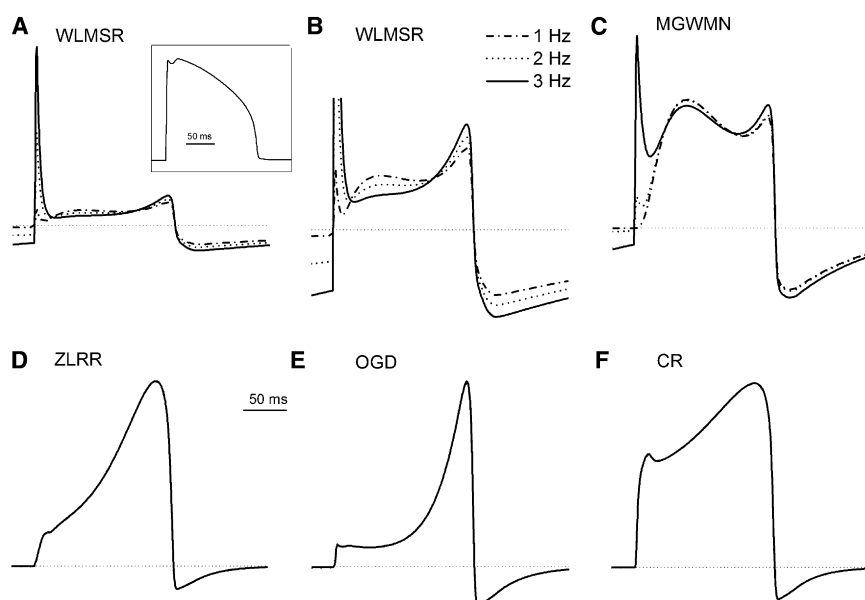 A
WLMSR
50 ms
B
WLMSR
1 Hz
2 Hz
3 Hz
C
MGWMN
D
ZLRR
50 ms
E
OGD
F
CR